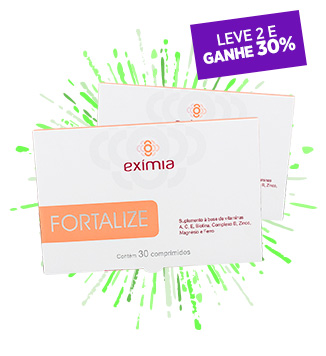 LEVE 2 E
GANHE 30%
exímia
FORTALIZE
Suplemento à base de vitaminas
A, C, E, Biotina, Complexo B, Zinco,
Magnésio e Ferro
Contém 30 comprimidos